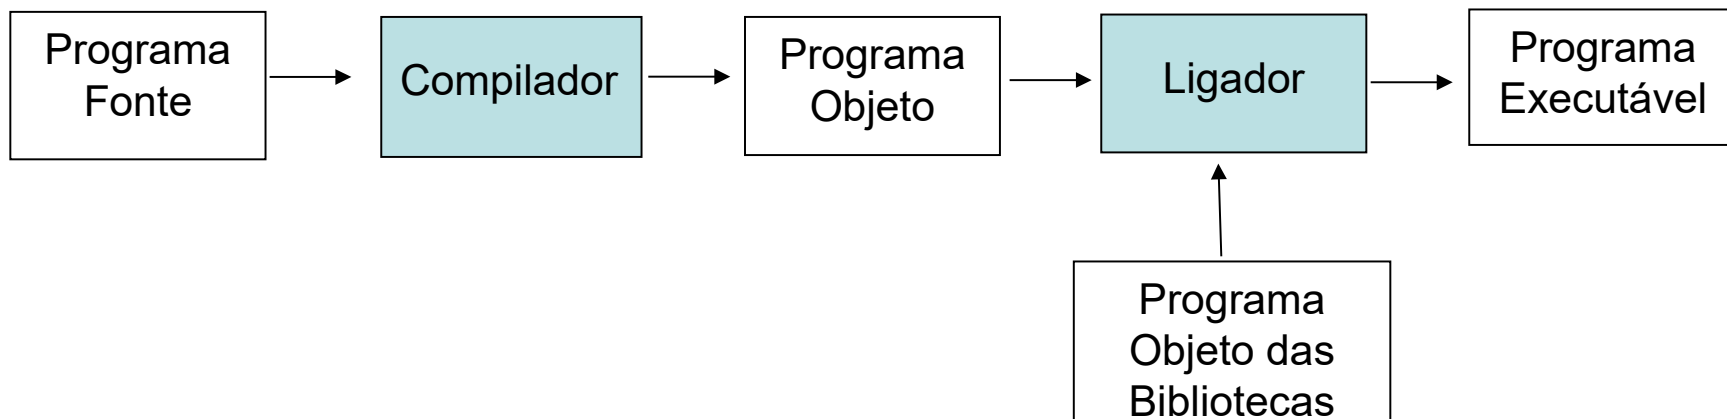 Programa
Fonte
Compilador
Programa
Objeto
Ligador
Programa
Executável
Programa
Objeto das
Bibliotecas